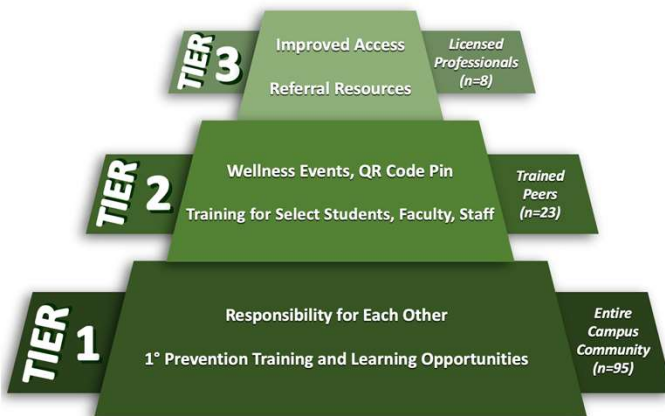 TIER 3
Improved Access
Referral Resources
Licensed
Professionals
(n=8)
TIER 2
Wellness Events, QR Code Pin
Training for Select Students, Faculty, Staff
Trained
Peers
(n=23)
TIER 1
Responsibility for Each Other
1° Prevention Training and Learning Opportunities
Entire
Campus
Community
(n=95)